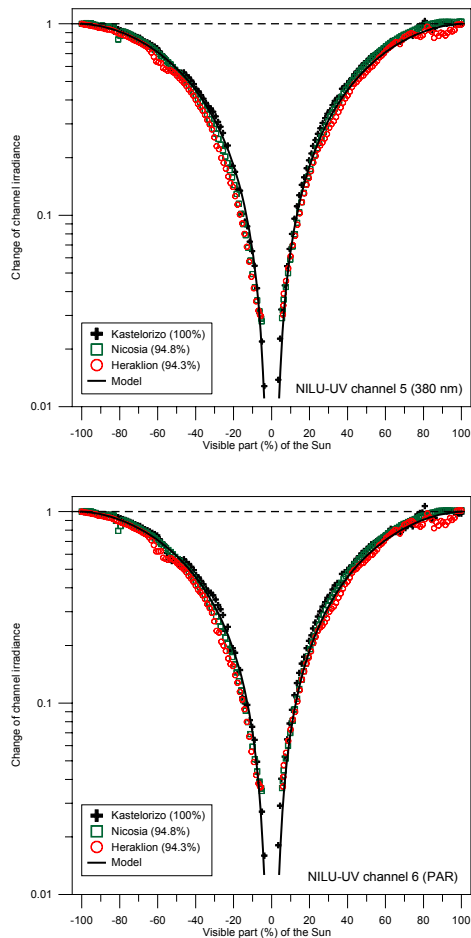 1
0.1
0.01
Change of channel irradiance
Kastelorizo (100%)
Nicosia (94.8%)
Heraklion (94.3%)
Model
NILU-UV channel 5 (380 nm)
-100 -80 -60 -40 -20 0 20 40 60 80 100
Visible part (%) of the Sun
1
0.1
0.01
Change of channel irradiance
Kastelorizo (100%)
Nicosia (94.8%)
Heraklion (94.3%)
Model
NILU-UV channel 6 (PAR)
-100 -80 -60 -40 -20 0 20 40 60 80 100
Visible part (%) of the Sun